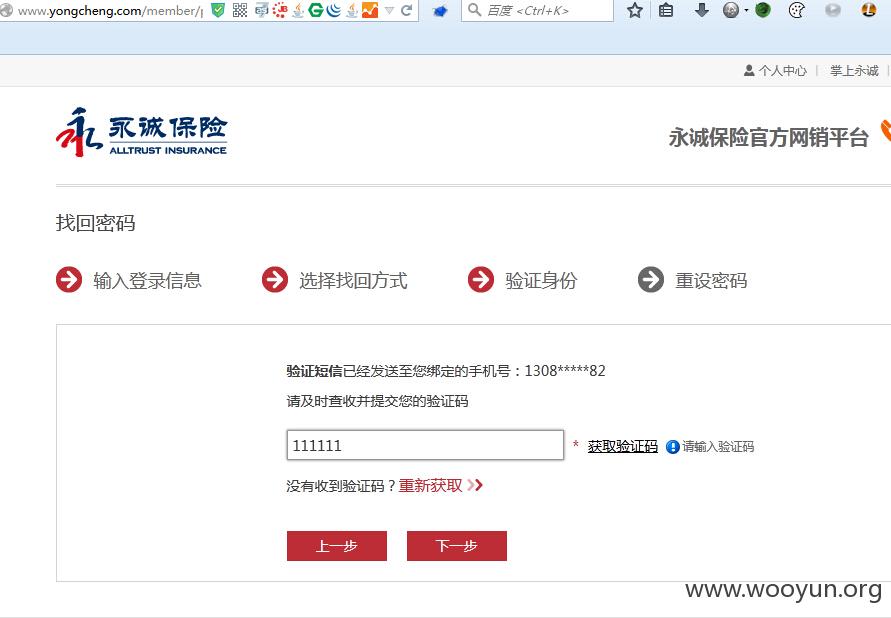 www.yongcheng.com/member/p
百度 <Ctrl+K>
个人中心 | 掌上永诚 |
永诚保险
ALLTRUST INSURANCE
永诚保险官方网销平台
找回密码
输入登录信息 选择找回方式 验证身份 重设密码
验证短信已经发送至您绑定的手机号：1308*****82
请及时查收并提交您的验证码
111111 * 获取验证码 请输入验证码
没有收到验证码？重新获取
上一步 下一步
www.wooyun.org